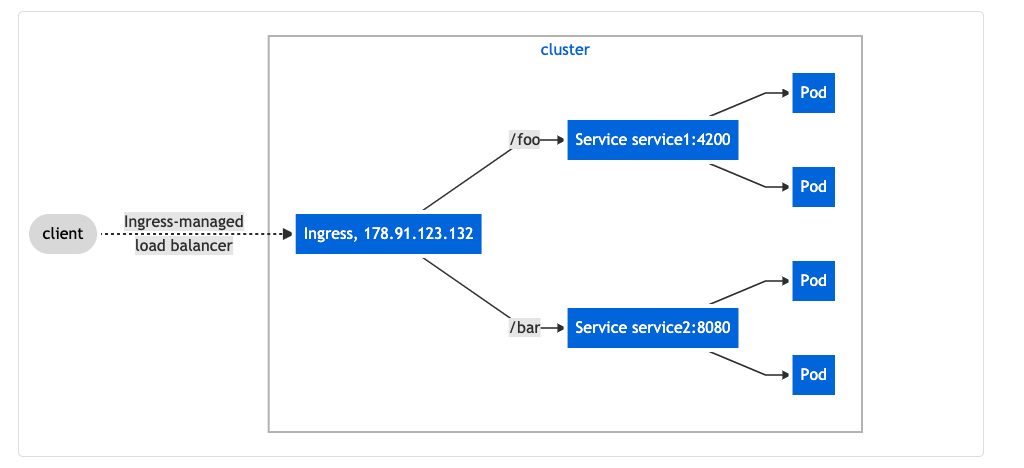 cluster
Pod
/foo
Service service1:4200
Pod
client
Ingress-managed
load balancer
Ingress, 178.91.123.132
Pod
/bar
Service service2:8080
Pod